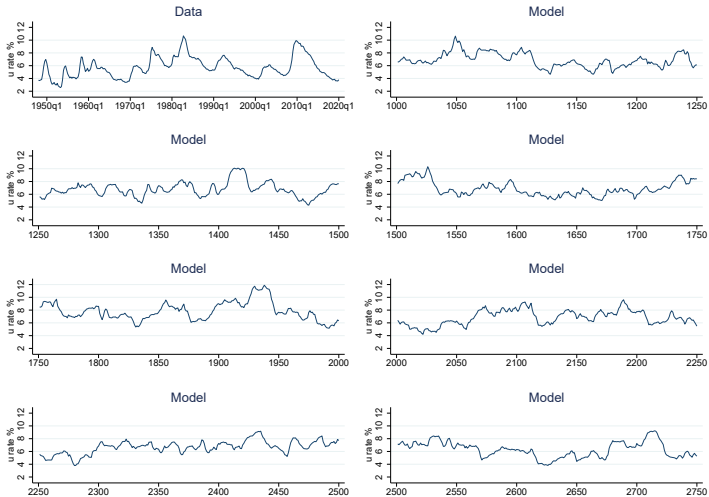 Data
u rate %
2 4 6 8 10 12
1950q1 1960q1 1970q1 1980q1 1990q1 2000q1 2010q1 2020q1
Model
u rate %
2 4 6 8 10 12
1000 1050 1100 1150 1200 1250
Model
u rate %
2 4 6 8 10 12
1250 1300 1350 1400 1450 1500
Model
u rate %
2 4 6 8 10 12
1500 1550 1600 1650 1700 1750
Model
u rate %
2 4 6 8 10 12
1750 1800 1850 1900 1950 2000
Model
u rate %
2 4 6 8 10 12
2000 2050 2100 2150 2200 2250
Model
u rate %
2 4 6 8 10 12
2250 2300 2350 2400 2450 2500
Model
u rate %
2 4 6 8 10 12
2500 2550 2600 2650 2700 2750